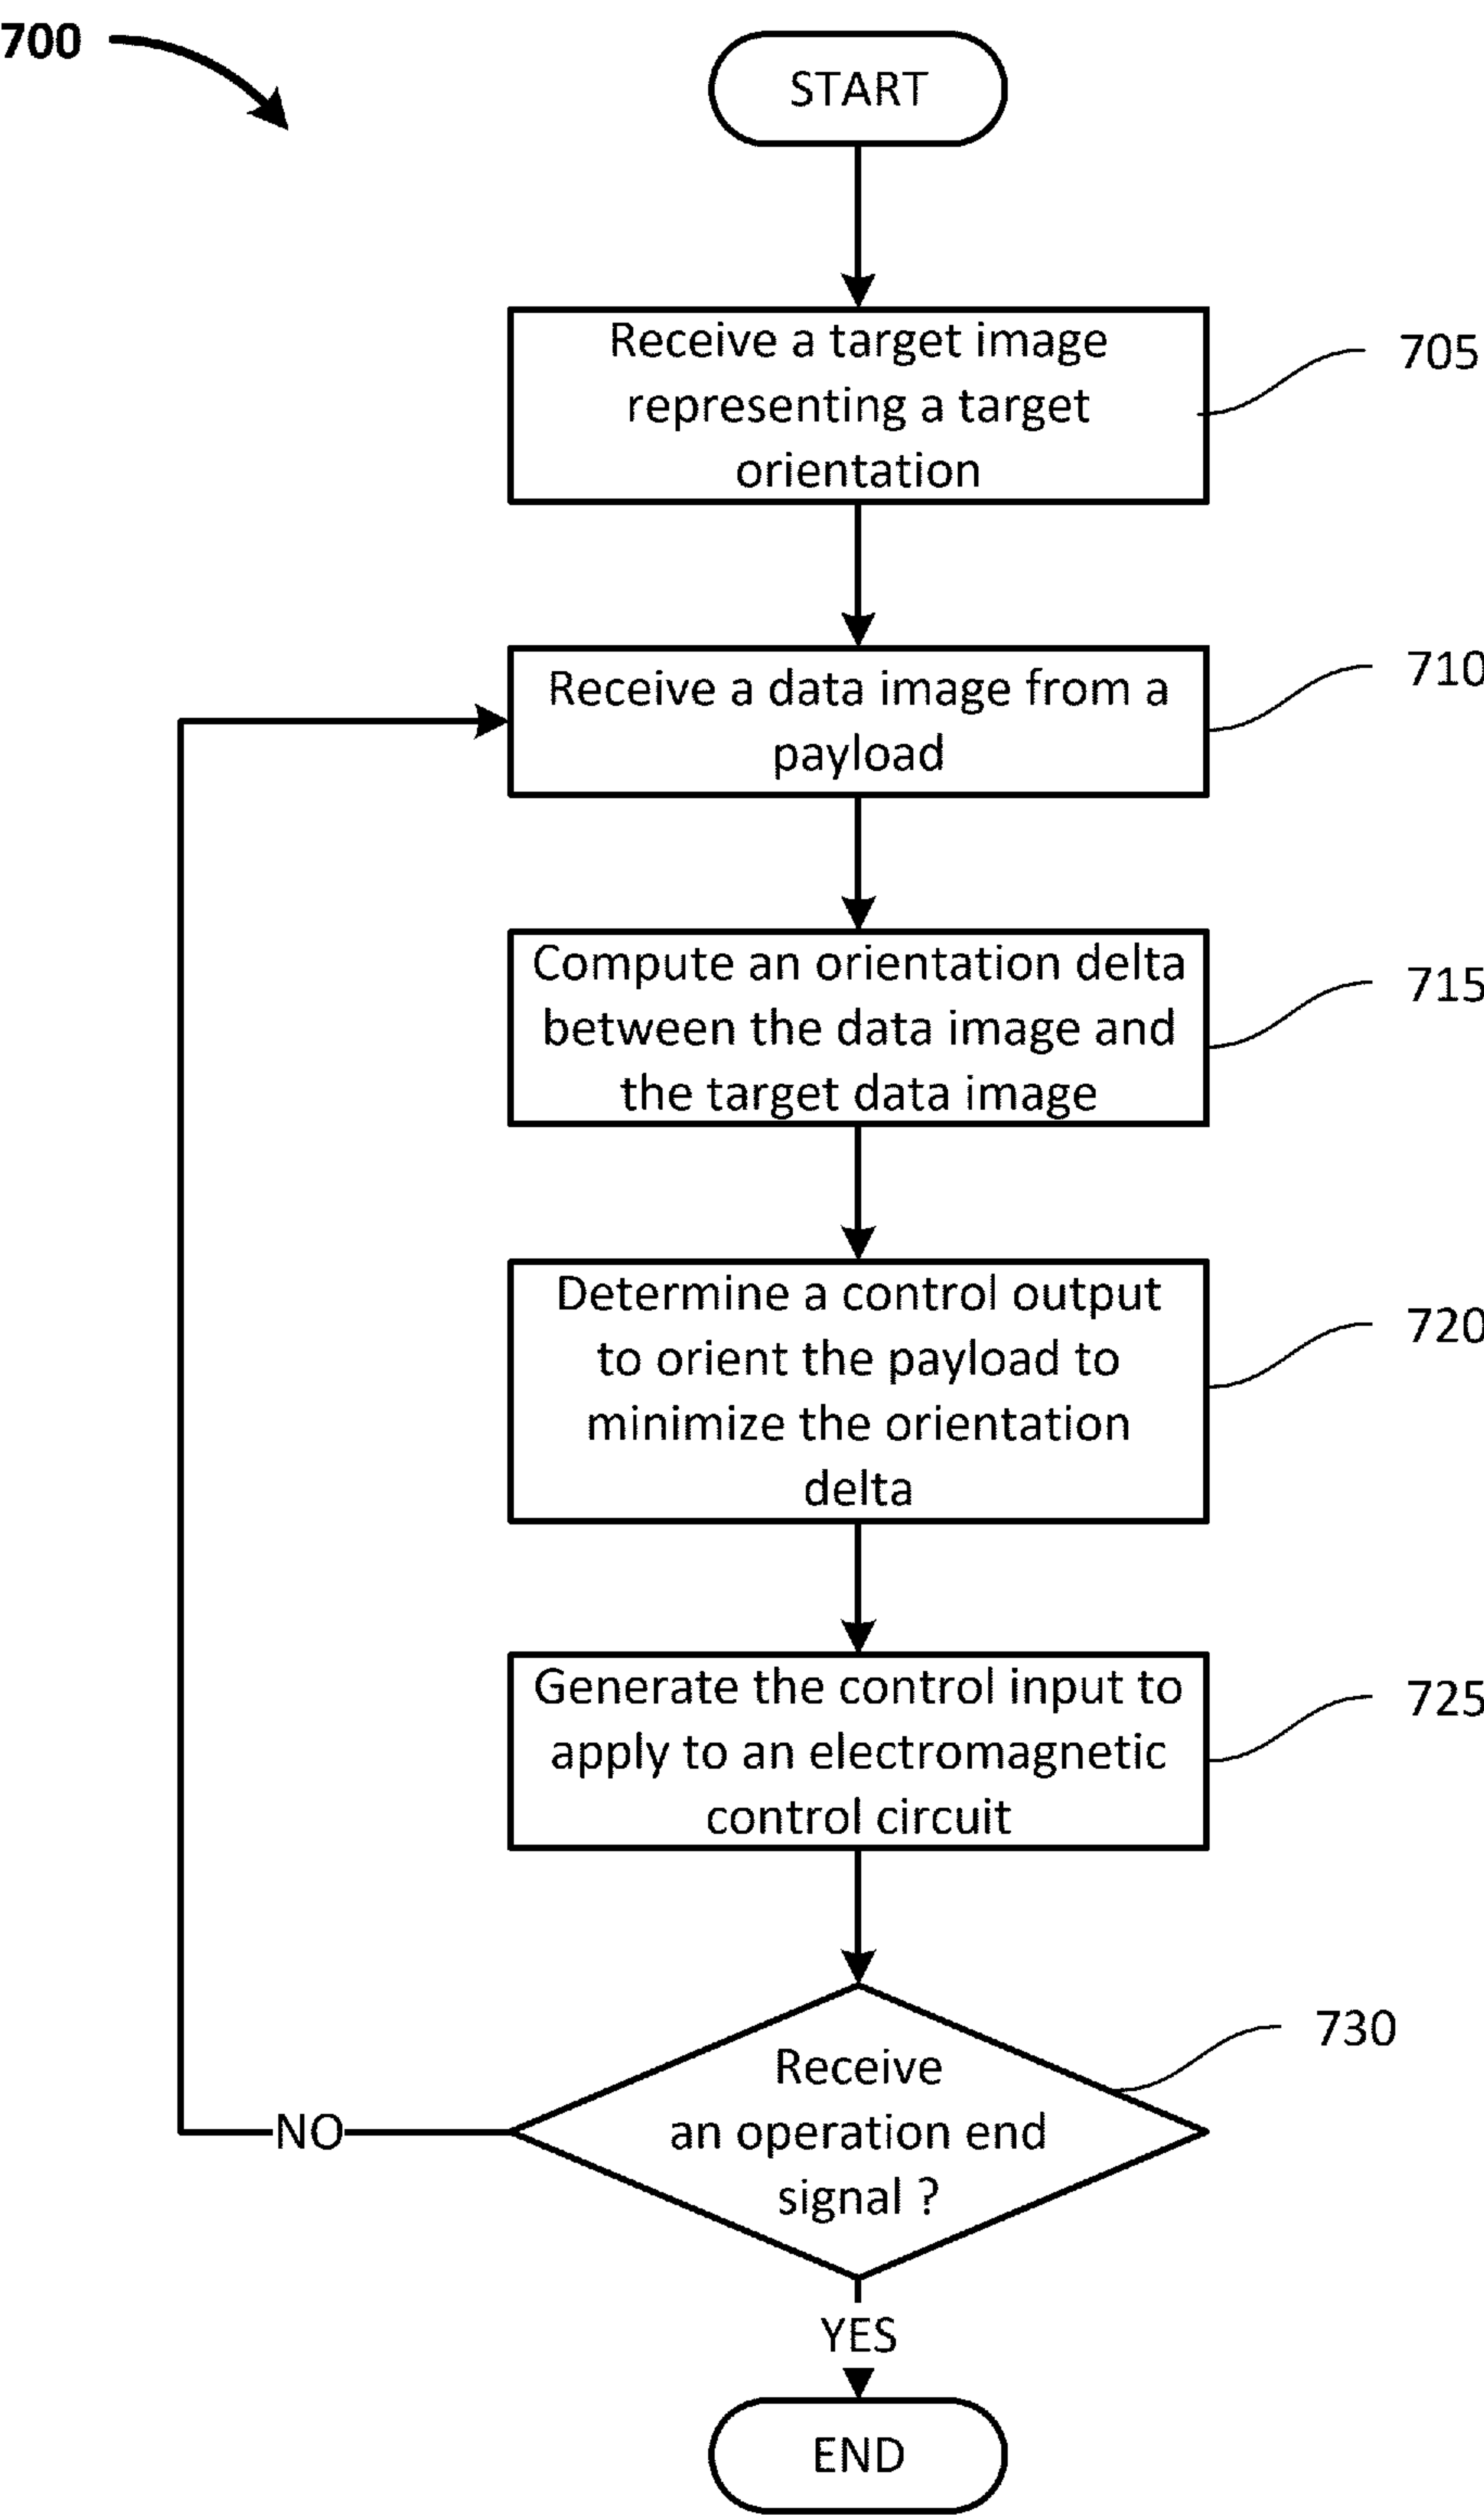 700
START
Receive a target image
representing a target
orientation
705
Receive a data image from a
payload
710
Compute an orientation delta
between the data image and
the target data image
715
Determine a control output
to orient the payload to
minimize the orientation
delta
720
Generate the control input to
apply to an electromagnetic
control circuit
725
Receive
an operation end
signal ?
730
NO
YES
END